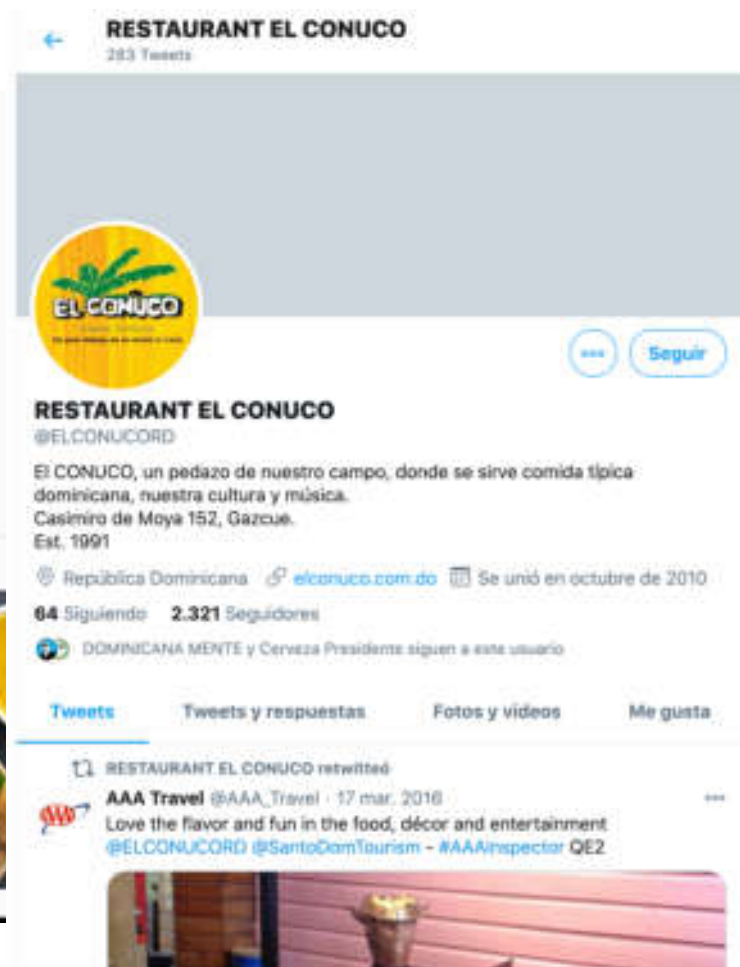 RESTAURANT EL CONUCO
283 Tweets
EL CONUCO
Seguir
RESTAURANT EL CONUCO
@ELCONUCORD
El CONUCO, un pedazo de nuestro campo, donde se sirve comida típica
dominicana, nuestra cultura y música.
Casimiro de Moya 152, Gazcue.
Est. 1991
República Dominicana elconuco.com.do Se unió en octubre de 2010
64 Siguiendo 2.321 Seguidores
DOMINICANA MENTE y Cerveza Presidente siguen a este usuario
Tweets Tweets y respuestas Fotos y vídeos Me gusta
RESTAURANT EL CONUCO retwitteó
AAA Travel @AAA_Travel · 17 mar. 2016
Love the flavor and fun in the food, décor and entertainment
@ELCONUCORD @SantoDomTourism - #AAAInspector QE2